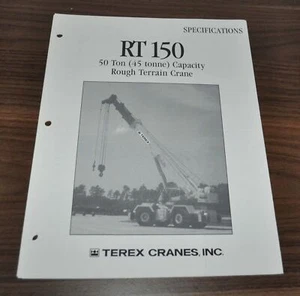 SPECIFICATIONS
RT 150
50 Ton (45 tonne) Capacity
Rough Terrain Crane
TEREX CRANES, INC.